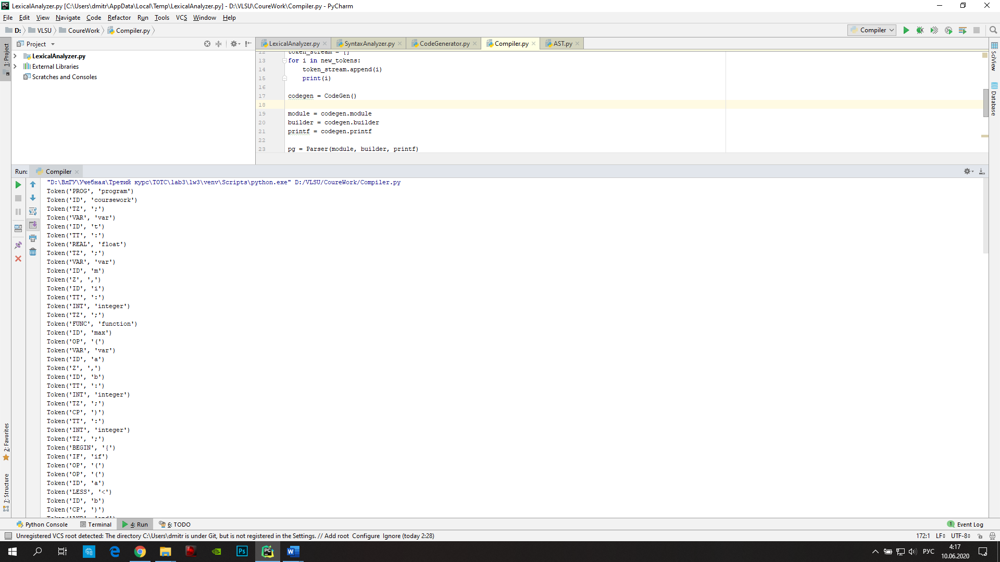 LexicalAnalyzer.py [C:\Users\dmitr\AppData\Local\Temp\LexicalAnalyzer.py] - D:\VLSU\CoureWork\Compiler.py - PyCharm
File Edit View Navigate Code Refactor Run Tools VCS Window Help
D: VLSU CoureWork Compiler.py
Compiler
1: Project
Project
LexicalAnalyzer.py
External Libraries
Scratches and Consoles
LexicalAnalyzer.py SyntaxAnalyzer.py CodeGenerator.py Compiler.py AST.py
12 token_stream = []
13 for i in new_tokens:
14 token_stream.append(i)
15 print(i)
16
17 codegen = CodeGen()
18
19 module = codegen.module
20 builder = codegen.builder
21 printf = codegen.printf
22
23 pg = Parser(module, builder, printf)
SciView
Database
Run: Compiler
"D:\ВлГУ\Учебная\Третий курс\ТОТС\lab3\lw3\venv\Scripts\python.exe" D:/VLSU/CoureWork/Compiler.py
Token('PROG', 'program')
Token('ID', 'coursework')
Token('TZ', ';')
Token('VAR', 'var')
Token('ID', 't')
Token('TT', ':')
Token('REAL', 'float')
Token('TZ', ';')
Token('VAR', 'var')
Token('ID', 'm')
Token('Z', ',')
Token('ID', 'i')
Token('TT', ':')
Token('INT', 'integer')
Token('TZ', ';')
Token('FUNC', 'function')
Token('ID', 'max')
Token('OP', '(')
Token('VAR', 'var')
Token('ID', 'a')
Token('Z', ',')
Token('ID', 'b')
Token('TT', ':')
Token('INT', 'integer')
Token('TZ', ';')
Token('CP', ')')
Token('TT', ':')
Token('INT', 'integer')
Token('TZ', ';')
Token('BEGIN', '{')
Token('IF', 'if')
Token('OP', '(')
Token('OP', '(')
Token('ID', 'a')
Token('LESS', '<')
Token('ID', 'b')
Token('CP', ')')
Token('AND', 'and')
2: Favorites
7: Structure
Python Console Terminal 4: Run 6: TODO
1 Event Log
Unregistered VCS root detected: The directory C:\Users\dmitr is under Git, but is not registered in the Settings. // Add root Configure Ignore (today 2:28)
172:1 LF UTF-8
РУС
4:17
10.06.2020